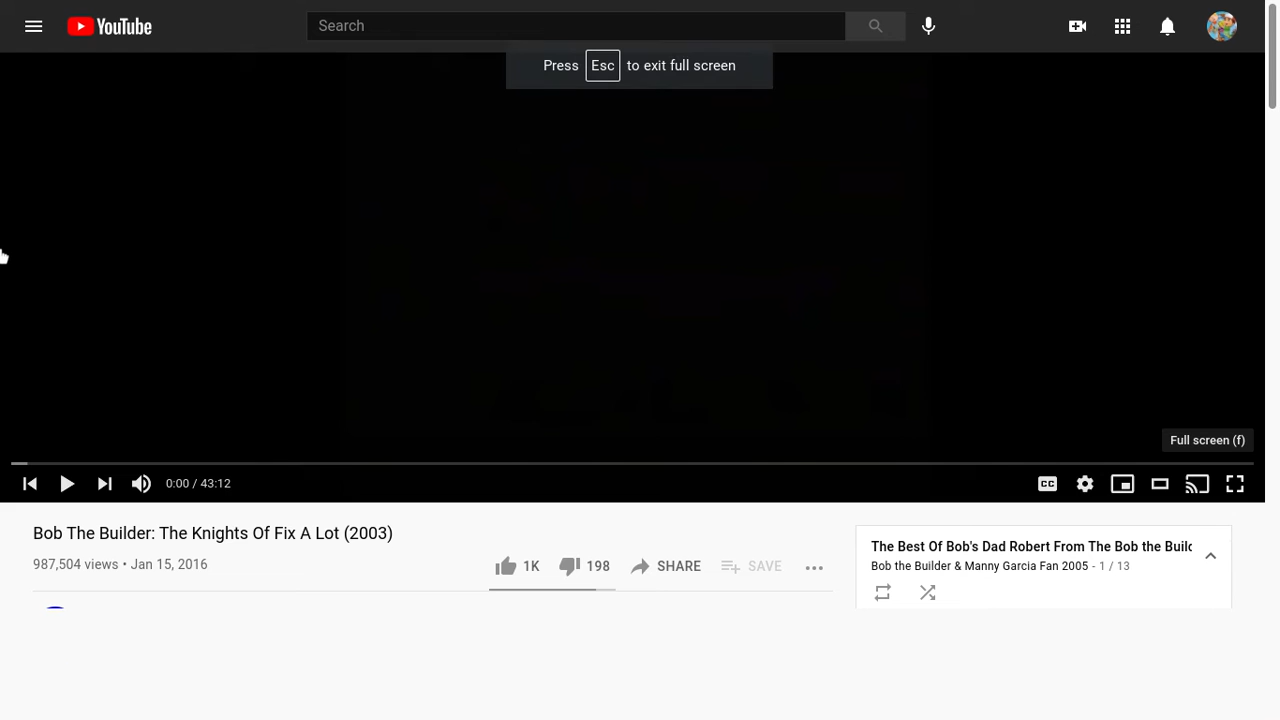 YouTube
Search
Press Esc to exit full screen
Full screen (f)
0:00 / 43:12
CC
Bob The Builder: The Knights Of Fix A Lot (2003)
987,504 views • Jan 15, 2016
1K
198
SHARE
SAVE
The Best Of Bob's Dad Robert From The Bob the Builc
Bob the Builder & Manny Garcia Fan 2005 - 1 / 13